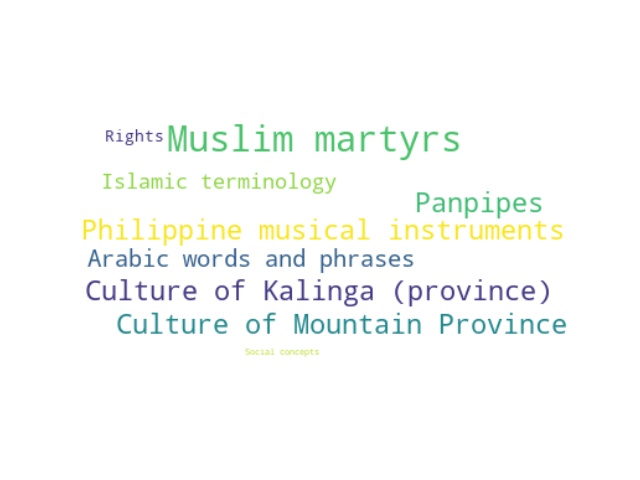 Rights
Muslim martyrs
Islamic terminology
Panpipes
Philippine musical instruments
Arabic words and phrases
Culture of Kalinga (province)
Culture of Mountain Province
Social concepts